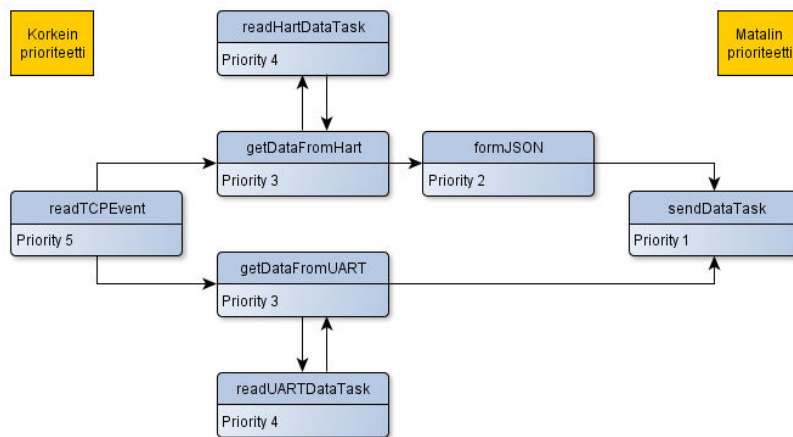 Korkein
prioriteetti
readHartDataTask
Priority 4
Matalin
prioriteetti
getDataFromHart
Priority 3
formJSON
Priority 2
readTCPEvent
Priority 5
sendDataTask
Priority 1
getDataFromUART
Priority 3
readUARTDataTask
Priority 4